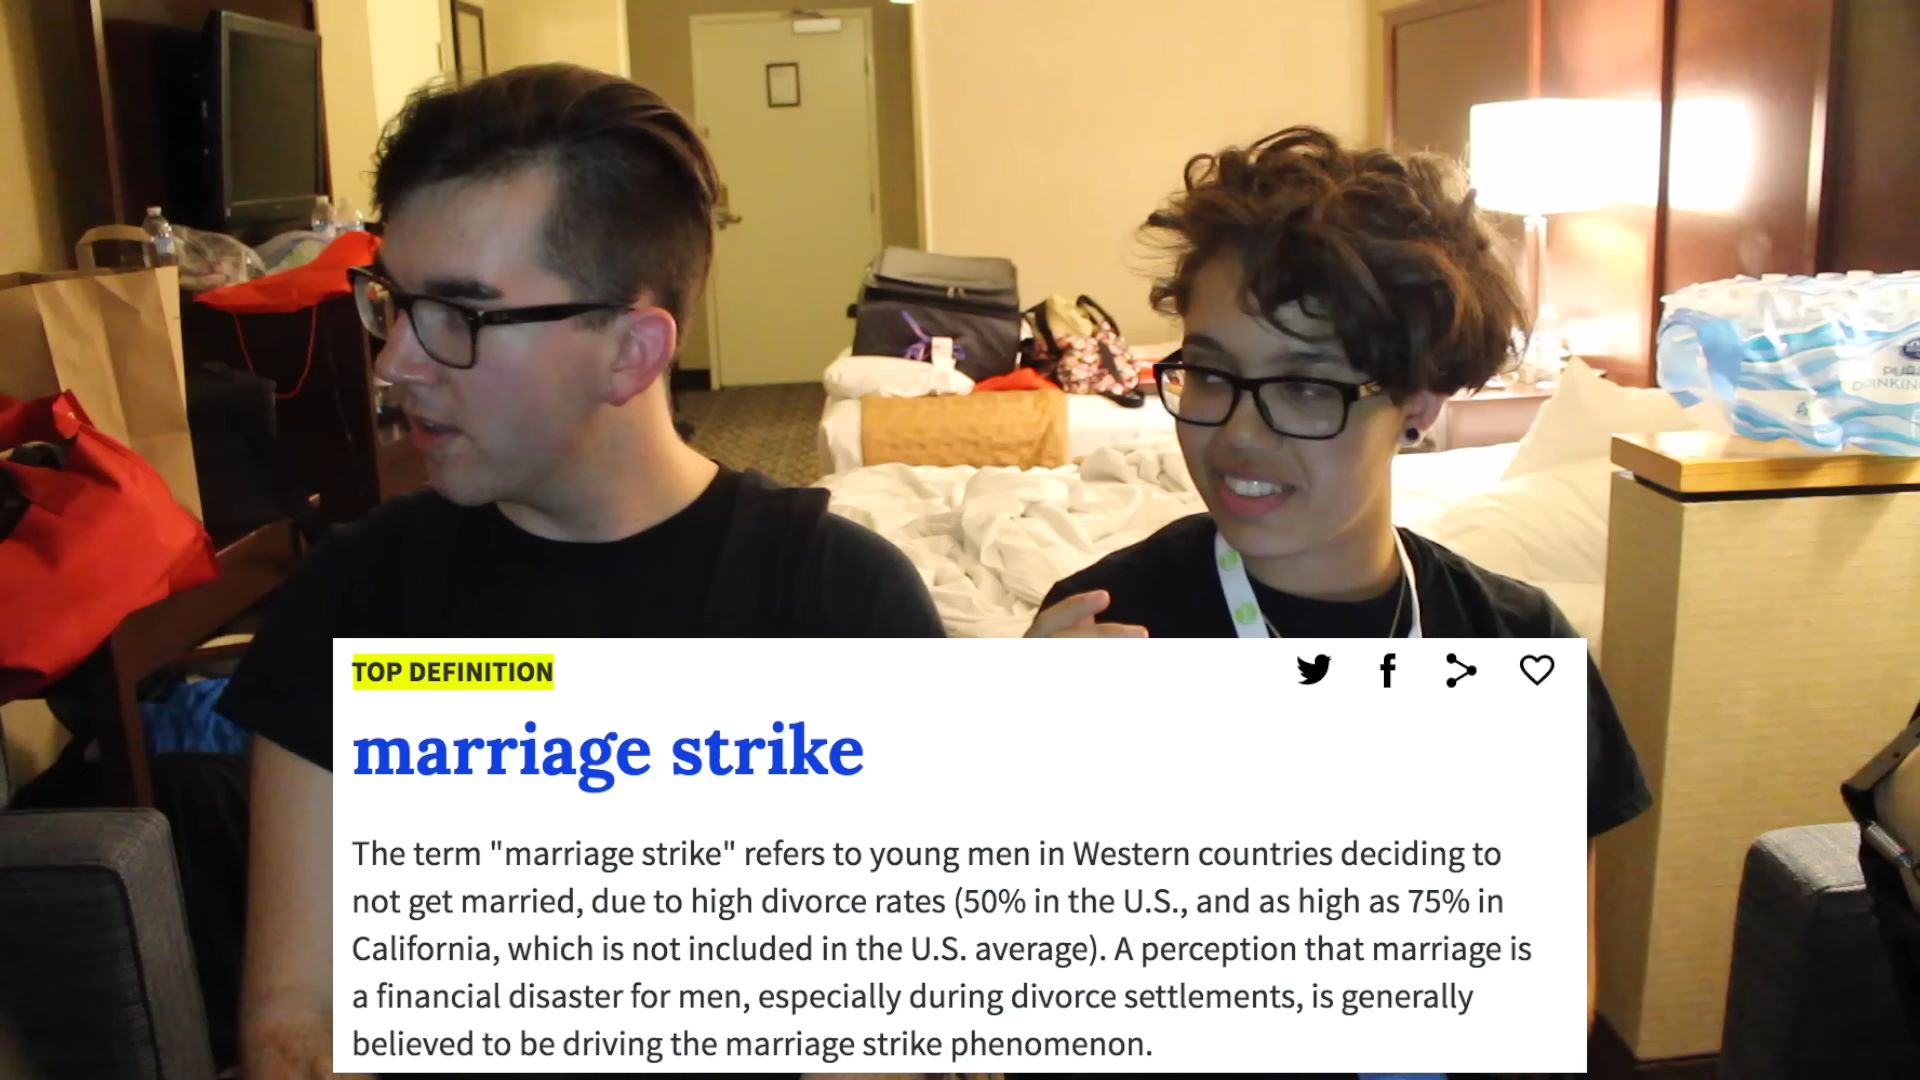 TOP DEFINITION
marriage strike
The term "marriage strike" refers to young men in Western countries deciding to
not get married, due to high divorce rates (50% in the U.S., and as high as 75% in
California, which is not included in the U.S. average). A perception that marriage is
a financial disaster for men, especially during divorce settlements, is generally
believed to be driving the marriage strike phenomenon.